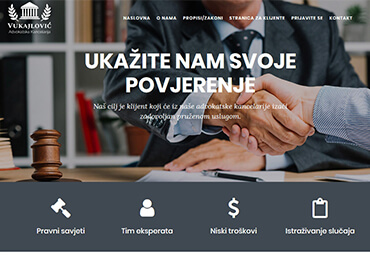 VUKAJLOVIĆ
Advokatska Kancelarija
NASLOVNA O NAMA PROPISI/ZAKONI STRANICA ZA KLIJENTE PRIJAVITE SE KONTAKT
UKAŽITE NAM SVOJE
POVJERENJE
Naš cilj je klijent koji će iz naše advokatske kancelarije izaći
zadovoljan pruženom uslugom.
Pravni savjeti Tim eksperata Niski troškovi Istraživanje slučaja